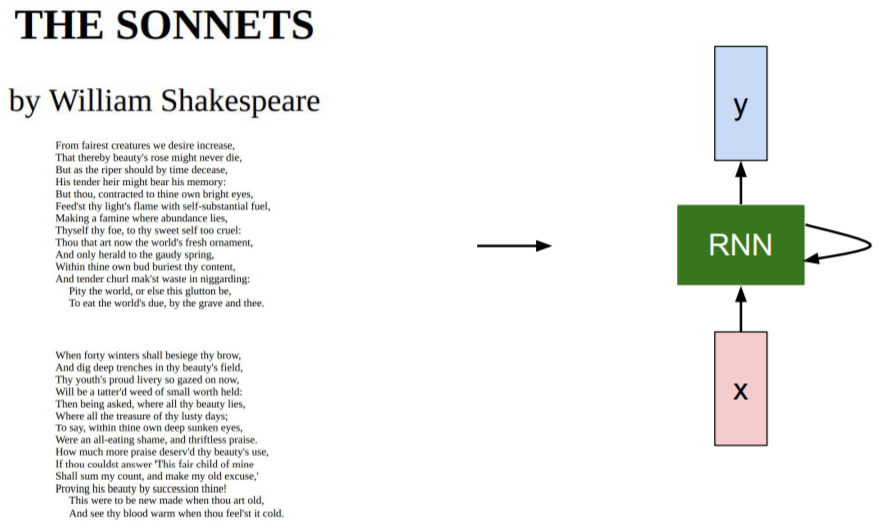 THE SONNETS
by William Shakespeare
From fairest creatures we desire increase,
That thereby beauty's rose might never die,
But as the riper should by time decease,
His tender heir might bear his memory:
But thou, contracted to thine own bright eyes,
Feed'st thy light's flame with self-substantial fuel,
Making a famine where abundance lies,
Thyself thy foe, to thy sweet self too cruel:
Thou that art now the world's fresh ornament,
And only herald to the gaudy spring,
Within thine own bud buriest thy content,
And tender churl mak'st waste in niggarding:
Pity the world, or else this glutton be,
To eat the world's due, by the grave and thee.
When forty winters shall besiege thy brow,
And dig deep trenches in thy beauty's field,
Thy youth's proud livery so gazed on now,
Will be a tatter'd weed of small worth held:
Then being asked, where all thy beauty lies,
Where all the treasure of thy lusty days;
To say, within thine own deep sunken eyes,
Were an all-eating shame, and thriftless praise.
How much more praise deserv'd thy beauty's use,
If thou couldst answer 'This fair child of mine
Shall sum my count, and make my old excuse,'
Proving his beauty by succession thine!
This were to be new made when thou art old,
And see thy blood warm when thou feel'st it cold.
y
RNN
x